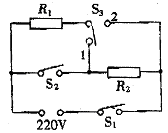 R₁ S₃ 2
1
S₂ R₂
220V S₁